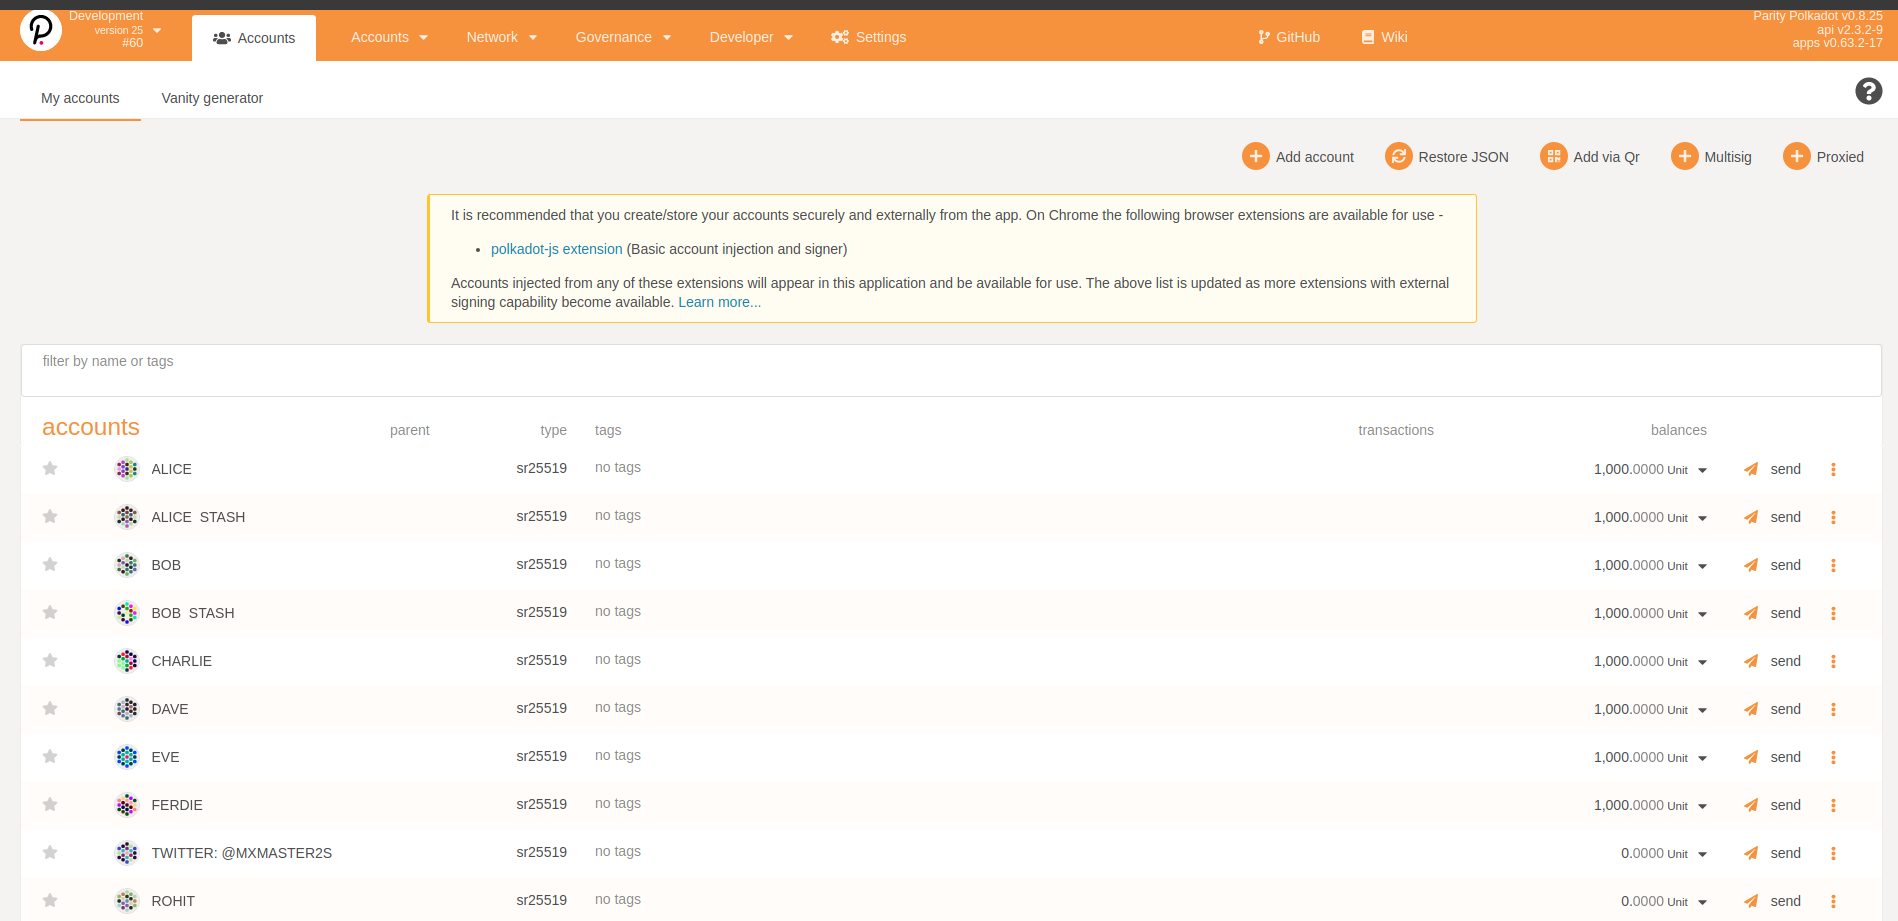 Development
version 25
#60
Accounts
Accounts
Network
Governance
Developer
Settings
GitHub
Wiki
Parity Polkadot v0.8.25
api v2.3.2-9
apps v0.63.2-17
My accounts
Vanity generator
Add account
Restore JSON
Add via Qr
Multisig
Proxied
It is recommended that you create/store your accounts securely and externally from the app. On Chrome the following browser extensions are available for use -
• polkadot-js extension (Basic account injection and signer)
Accounts injected from any of these extensions will appear in this application and be available for use. The above list is updated as more extensions with external
signing capability become available. Learn more...
filter by name or tags
accounts parent type tags transactions balances
ALICE sr25519 no tags 1,000.0000 Unit send
ALICE STASH sr25519 no tags 1,000.0000 Unit send
BOB sr25519 no tags 1,000.0000 Unit send
BOB STASH sr25519 no tags 1,000.0000 Unit send
CHARLIE sr25519 no tags 1,000.0000 Unit send
DAVE sr25519 no tags 1,000.0000 Unit send
EVE sr25519 no tags 1,000.0000 Unit send
FERDIE sr25519 no tags 1,000.0000 Unit send
TWITTER: @MXMASTER2S sr25519 no tags 0.0000 Unit send
ROHIT sr25519 no tags 0.0000 Unit send